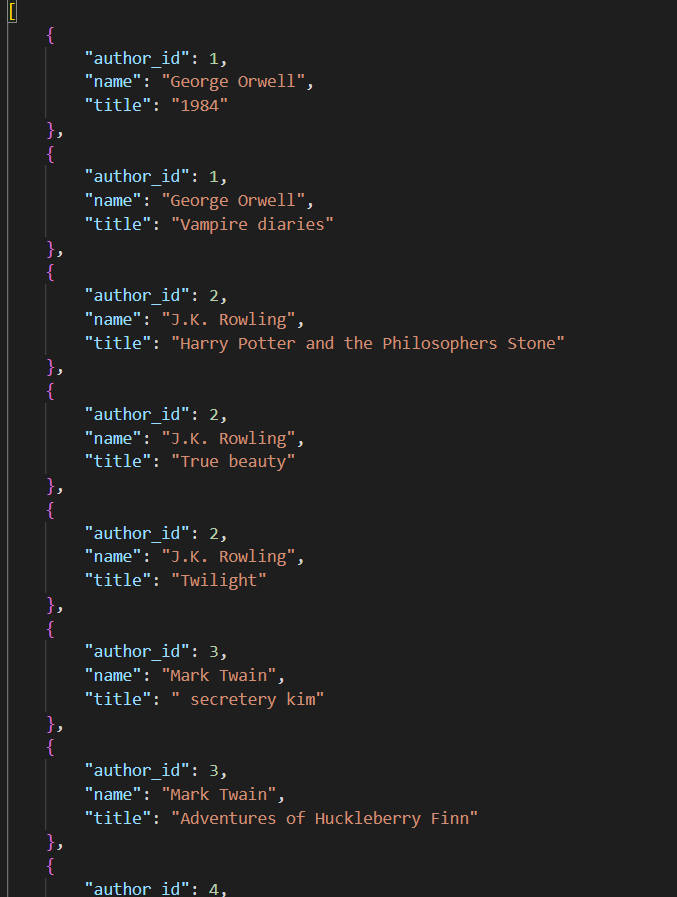 [
{
"author_id": 1,
"name": "George Orwell",
"title": "1984"
},
{
"author_id": 1,
"name": "George Orwell",
"title": "Vampire diaries"
},
{
"author_id": 2,
"name": "J.K. Rowling",
"title": "Harry Potter and the Philosophers Stone"
},
{
"author_id": 2,
"name": "J.K. Rowling",
"title": "True beauty"
},
{
"author_id": 2,
"name": "J.K. Rowling",
"title": "Twilight"
},
{
"author_id": 3,
"name": "Mark Twain",
"title": " secretery kim"
},
{
"author_id": 3,
"name": "Mark Twain",
"title": "Adventures of Huckleberry Finn"
},
{
"author_id": 4,